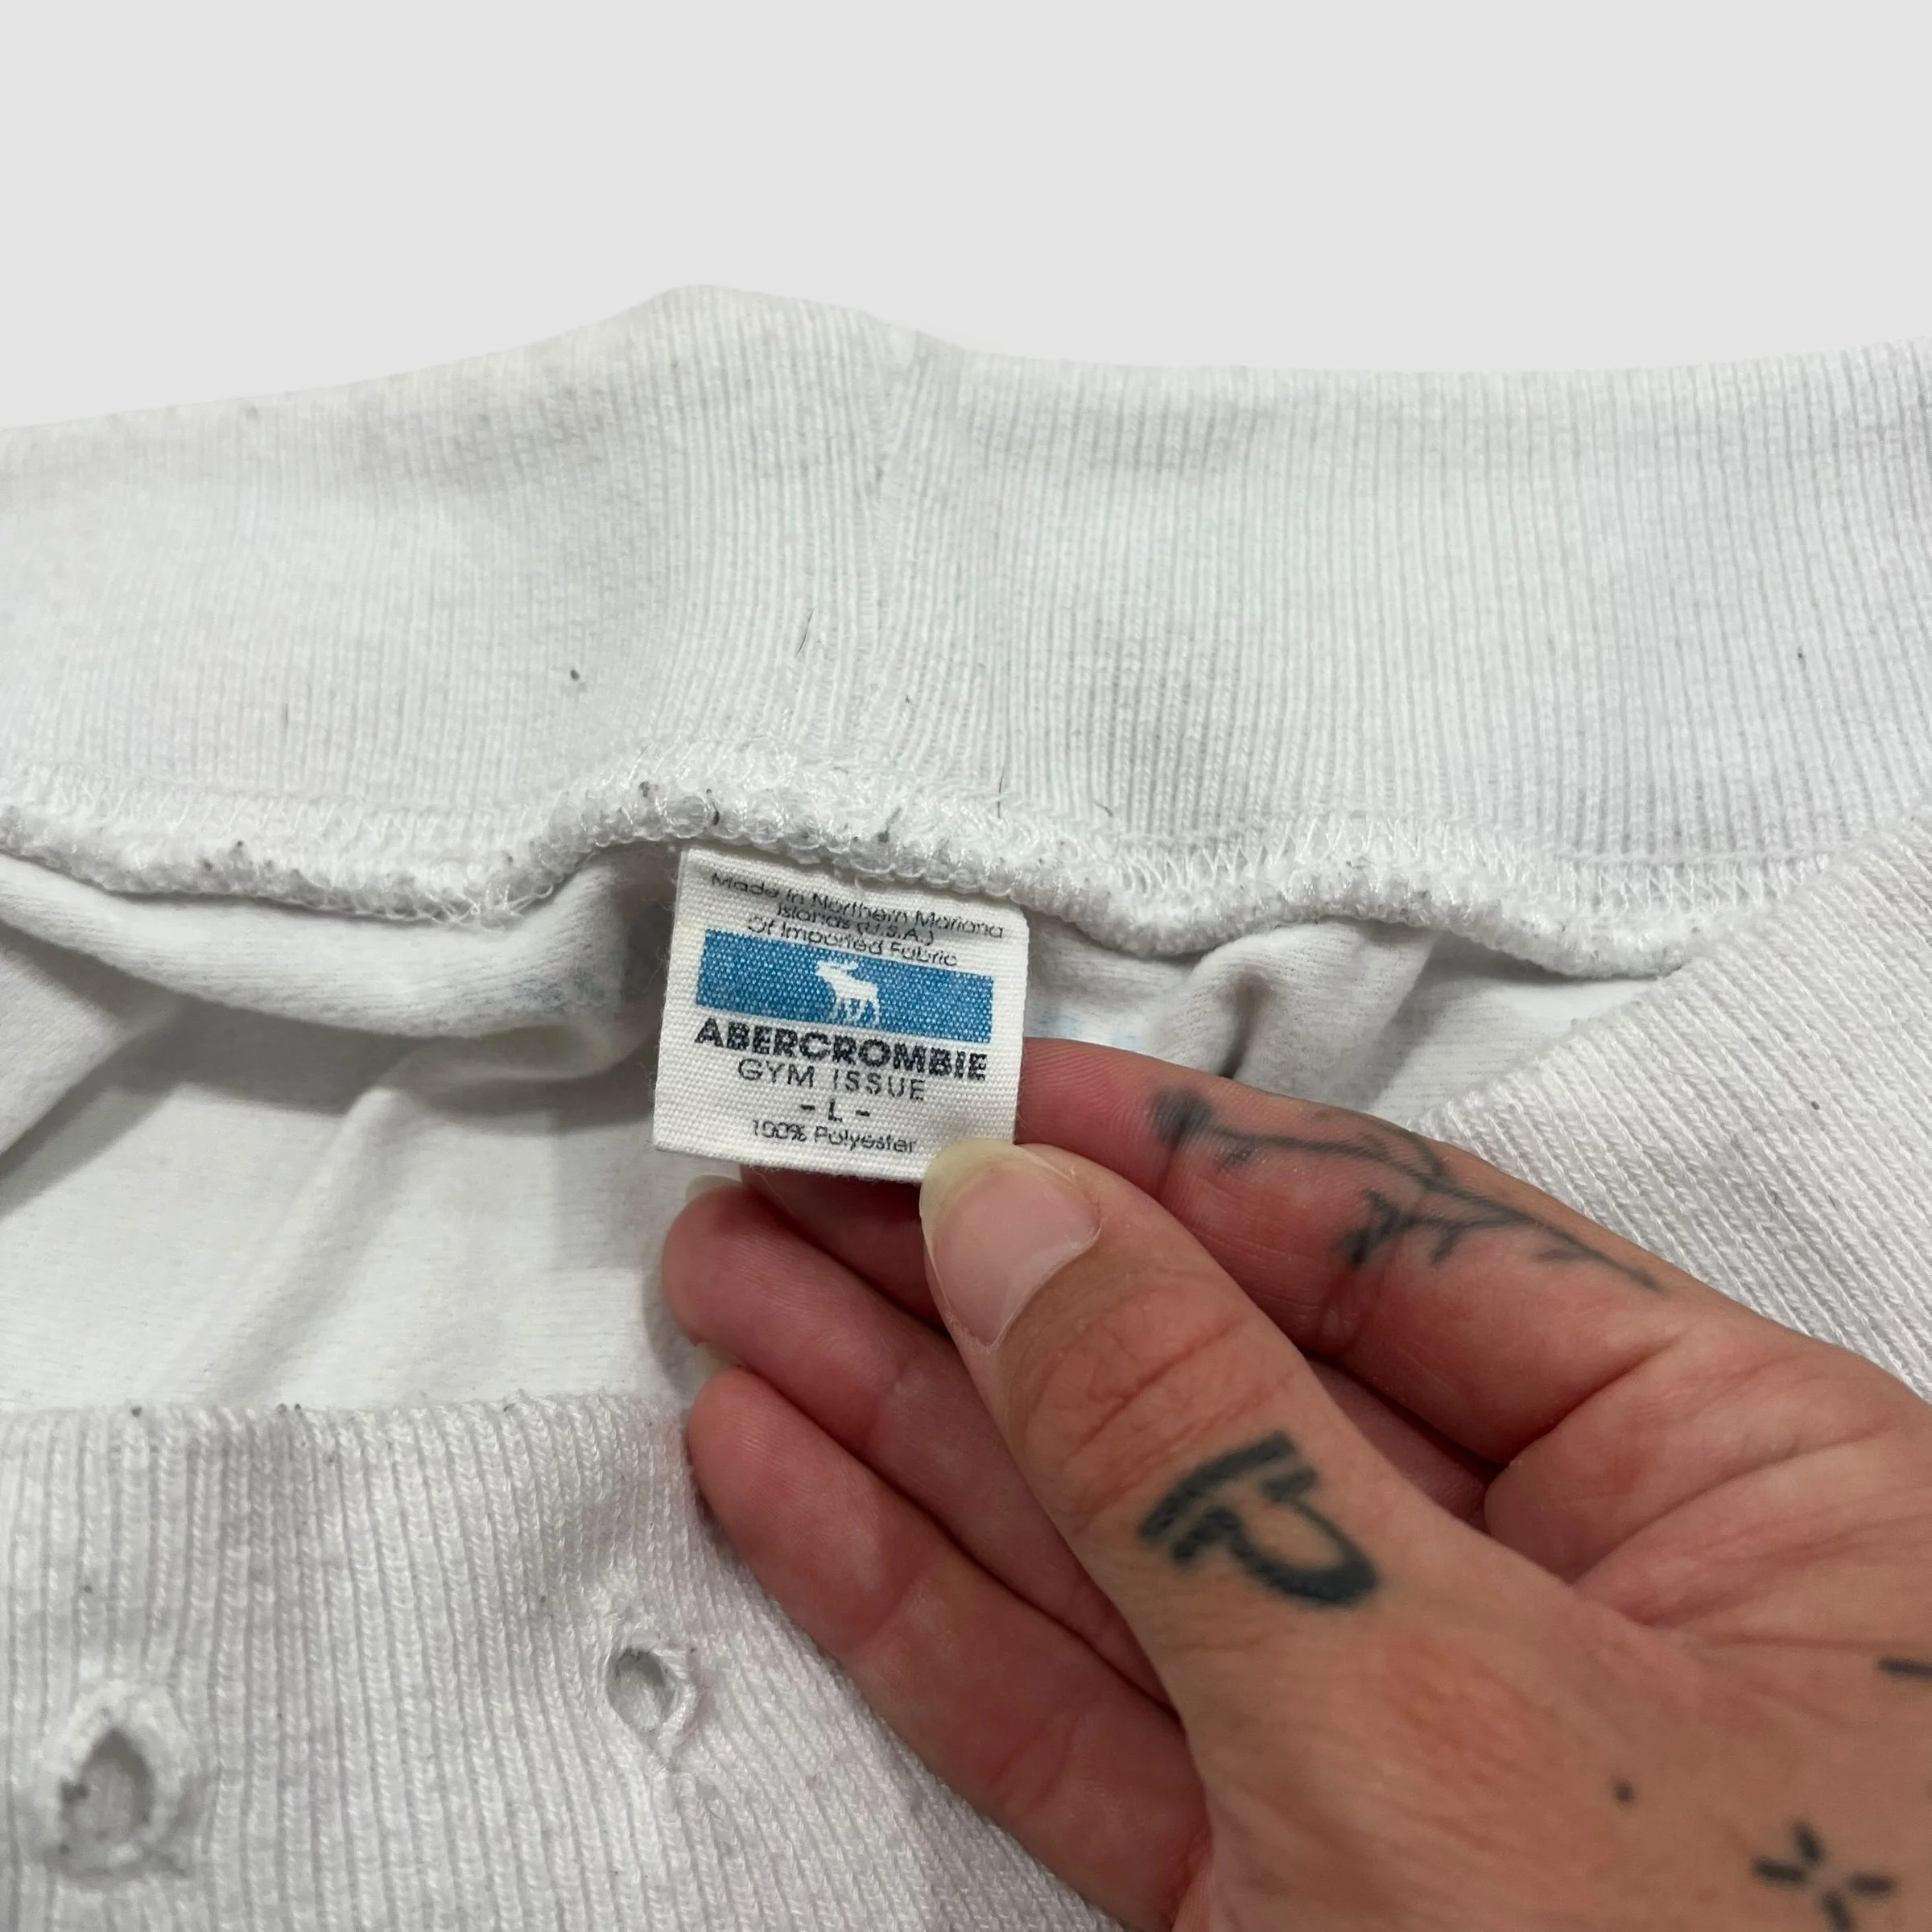 Made in Northern Mariana
Islands (U.S.A.)
Of Imported Fabric
ABERCROMBIE
GYM ISSUE
- L -
100% Polyester